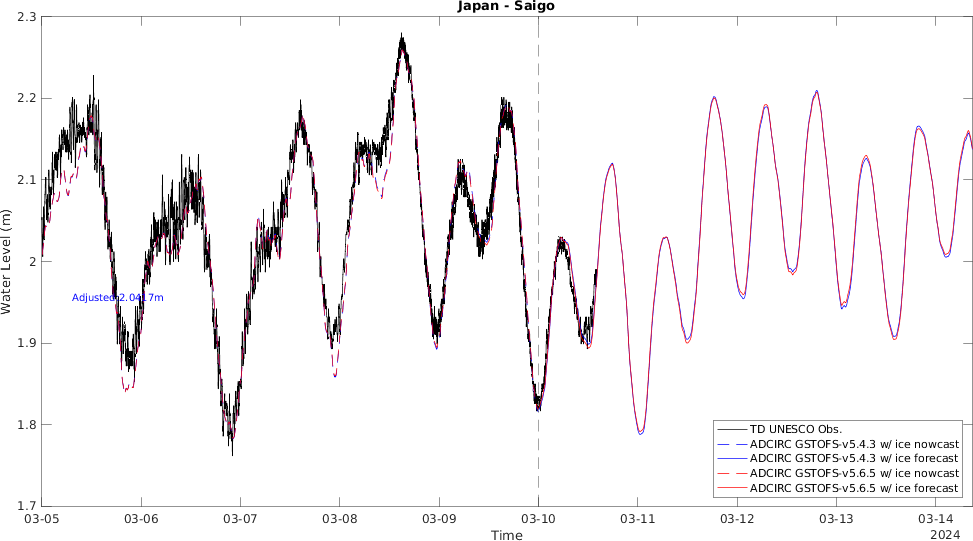 Japan - Saigo
2.3
2.2
2.1
2
1.9
1.8
1.7
Water Level (m)
Adjusted 2.0417m
TD UNESCO Obs.
ADCIRC GSTOFS-v5.4.3 w/ ice nowcast
ADCIRC GSTOFS-v5.4.3 w/ ice forecast
ADCIRC GSTOFS-v5.6.5 w/ ice nowcast
ADCIRC GSTOFS-v5.6.5 w/ ice forecast
03-05 03-06 03-07 03-08 03-09 03-10 03-11 03-12 03-13 03-14
Time
2024